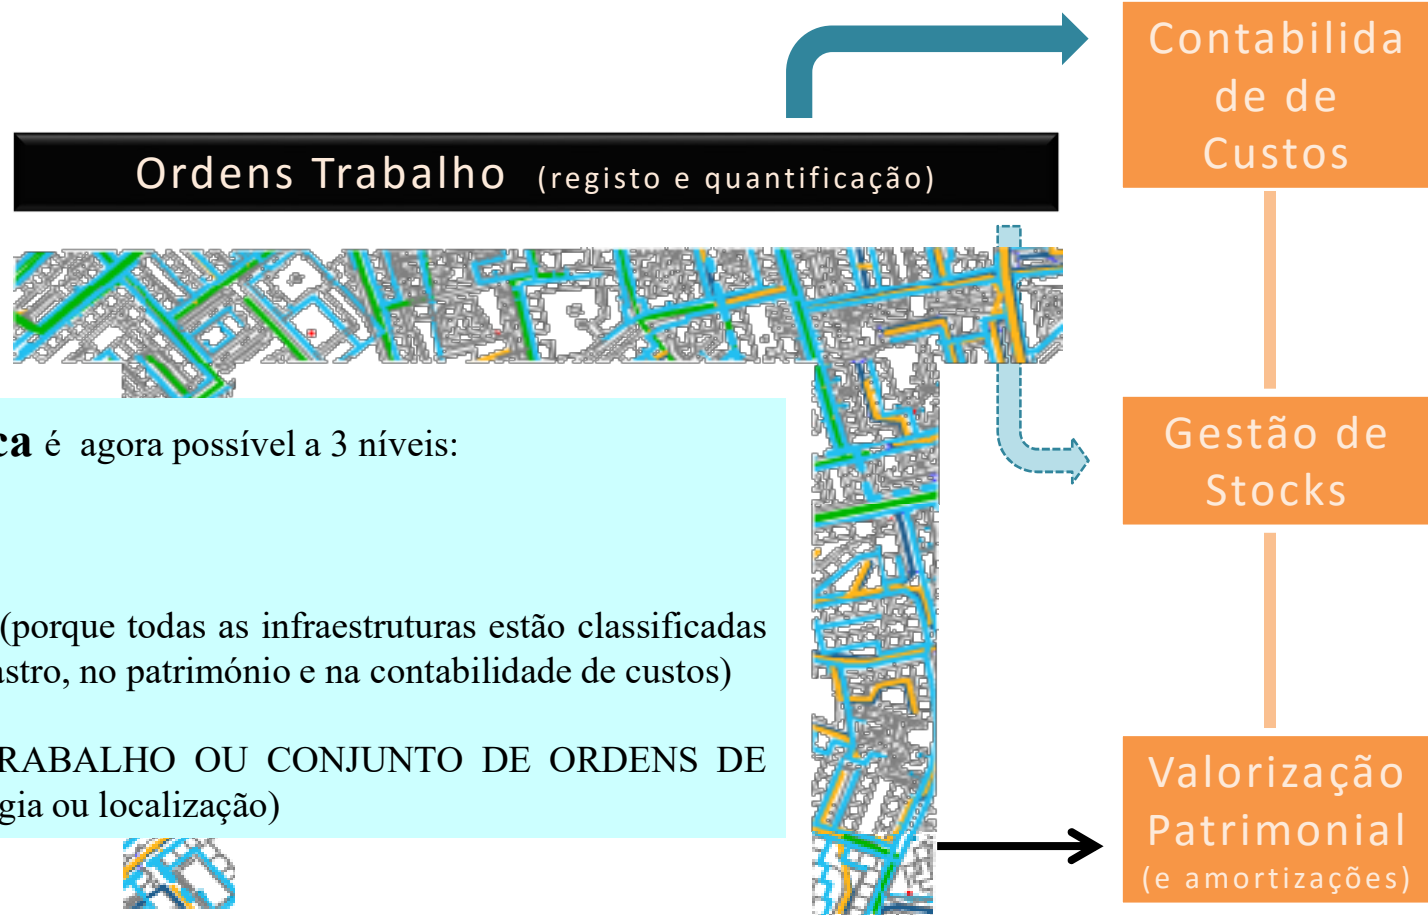 Contabilida
de de
Custos
Ordens Trabalho (registo e quantificação)
ca é agora possível a 3 níveis:
(porque todas as infraestruturas estão classificadas
astro, no património e na contabilidade de custos)
RABALHO OU CONJUNTO DE ORDENS DE
gia ou localização)
Gestão de
Stocks
Valorização
Patrimonial
(e amortizações)